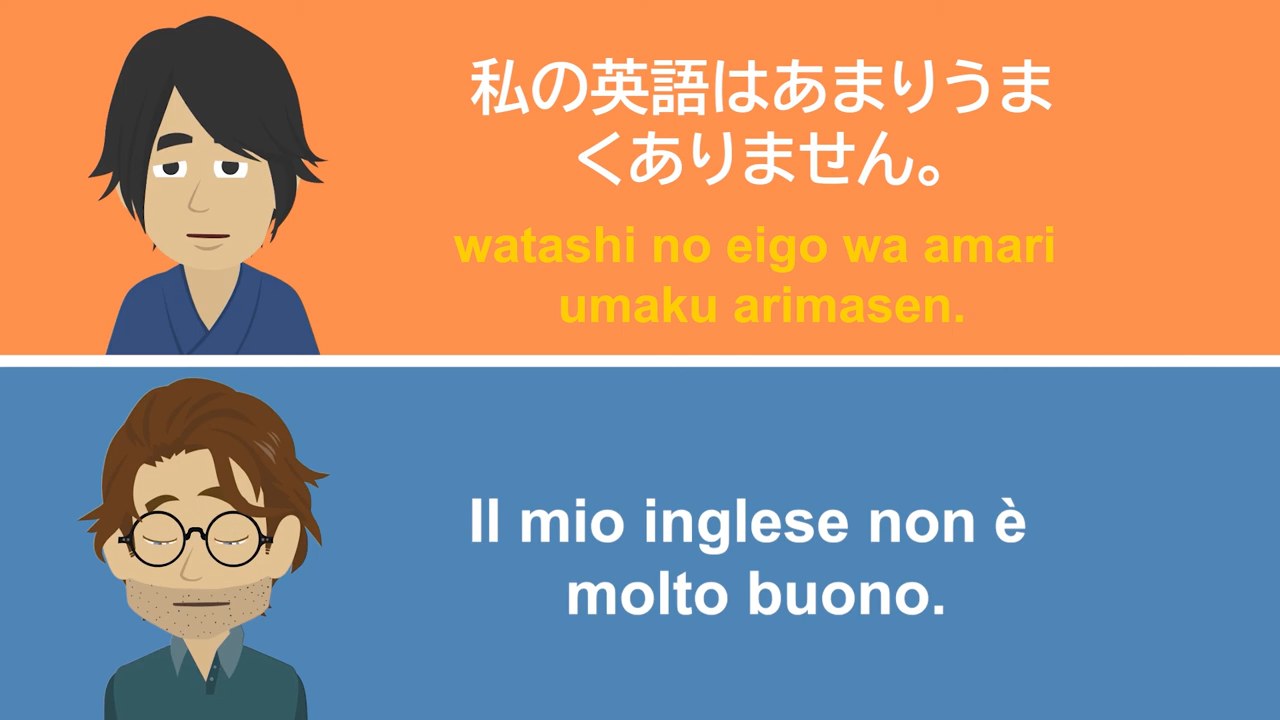 私の英語はあまりうま
くありません。
watashi no eigo wa amari
umaku arimasen.
Il mio inglese non è
molto buono.